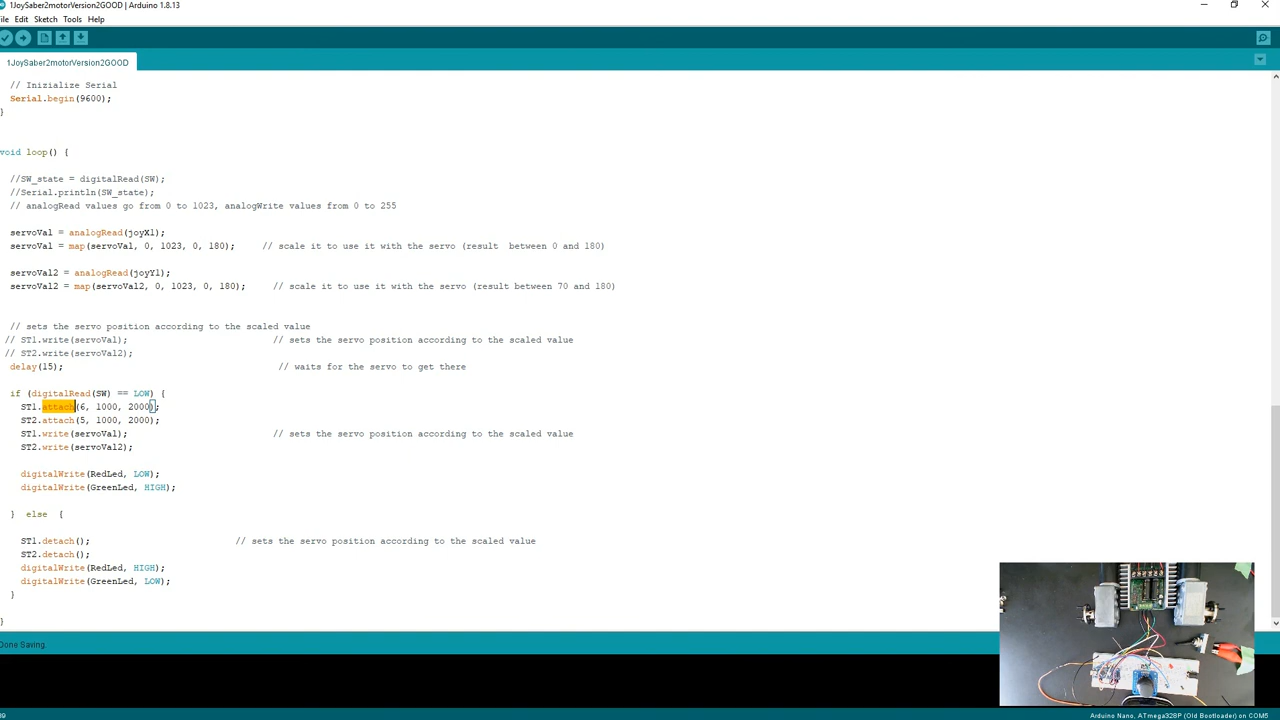 1JoySaber2motorVersion2GOOD | Arduino 1.8.13
File Edit Sketch Tools Help
1JoySaber2motorVersion2GOOD
// Inizialize Serial
Serial.begin(9600);
}
void loop() {
//SW_state = digitalRead(SW);
//Serial.println(SW_state);
// analogRead values go from 0 to 1023, analogWrite values from 0 to 255
servoVal = analogRead(joyX1);
servoVal = map(servoVal, 0, 1023, 0, 180); // scale it to use it with the servo (result between 0 and 180)
servoVal2 = analogRead(joyY1);
servoVal2 = map(servoVal2, 0, 1023, 0, 180); // scale it to use it with the servo (result between 70 and 180)
// sets the servo position according to the scaled value
// ST1.write(servoVal); // sets the servo position according to the scaled value
// ST2.write(servoVal2);
delay(15); // waits for the servo to get there
if (digitalRead(SW) == LOW) {
ST1.attach(6, 1000, 2000);
ST2.attach(5, 1000, 2000);
ST1.write(servoVal); // sets the servo position according to the scaled value
ST2.write(servoVal2);
digitalWrite(RedLed, LOW);
digitalWrite(GreenLed, HIGH);
} else {
ST1.detach(); // sets the servo position according to the scaled value
ST2.detach();
digitalWrite(RedLed, HIGH);
digitalWrite(GreenLed, LOW);
}
}
Done Saving.
Arduino Nano, ATmega328P (Old Bootloader) on COM6